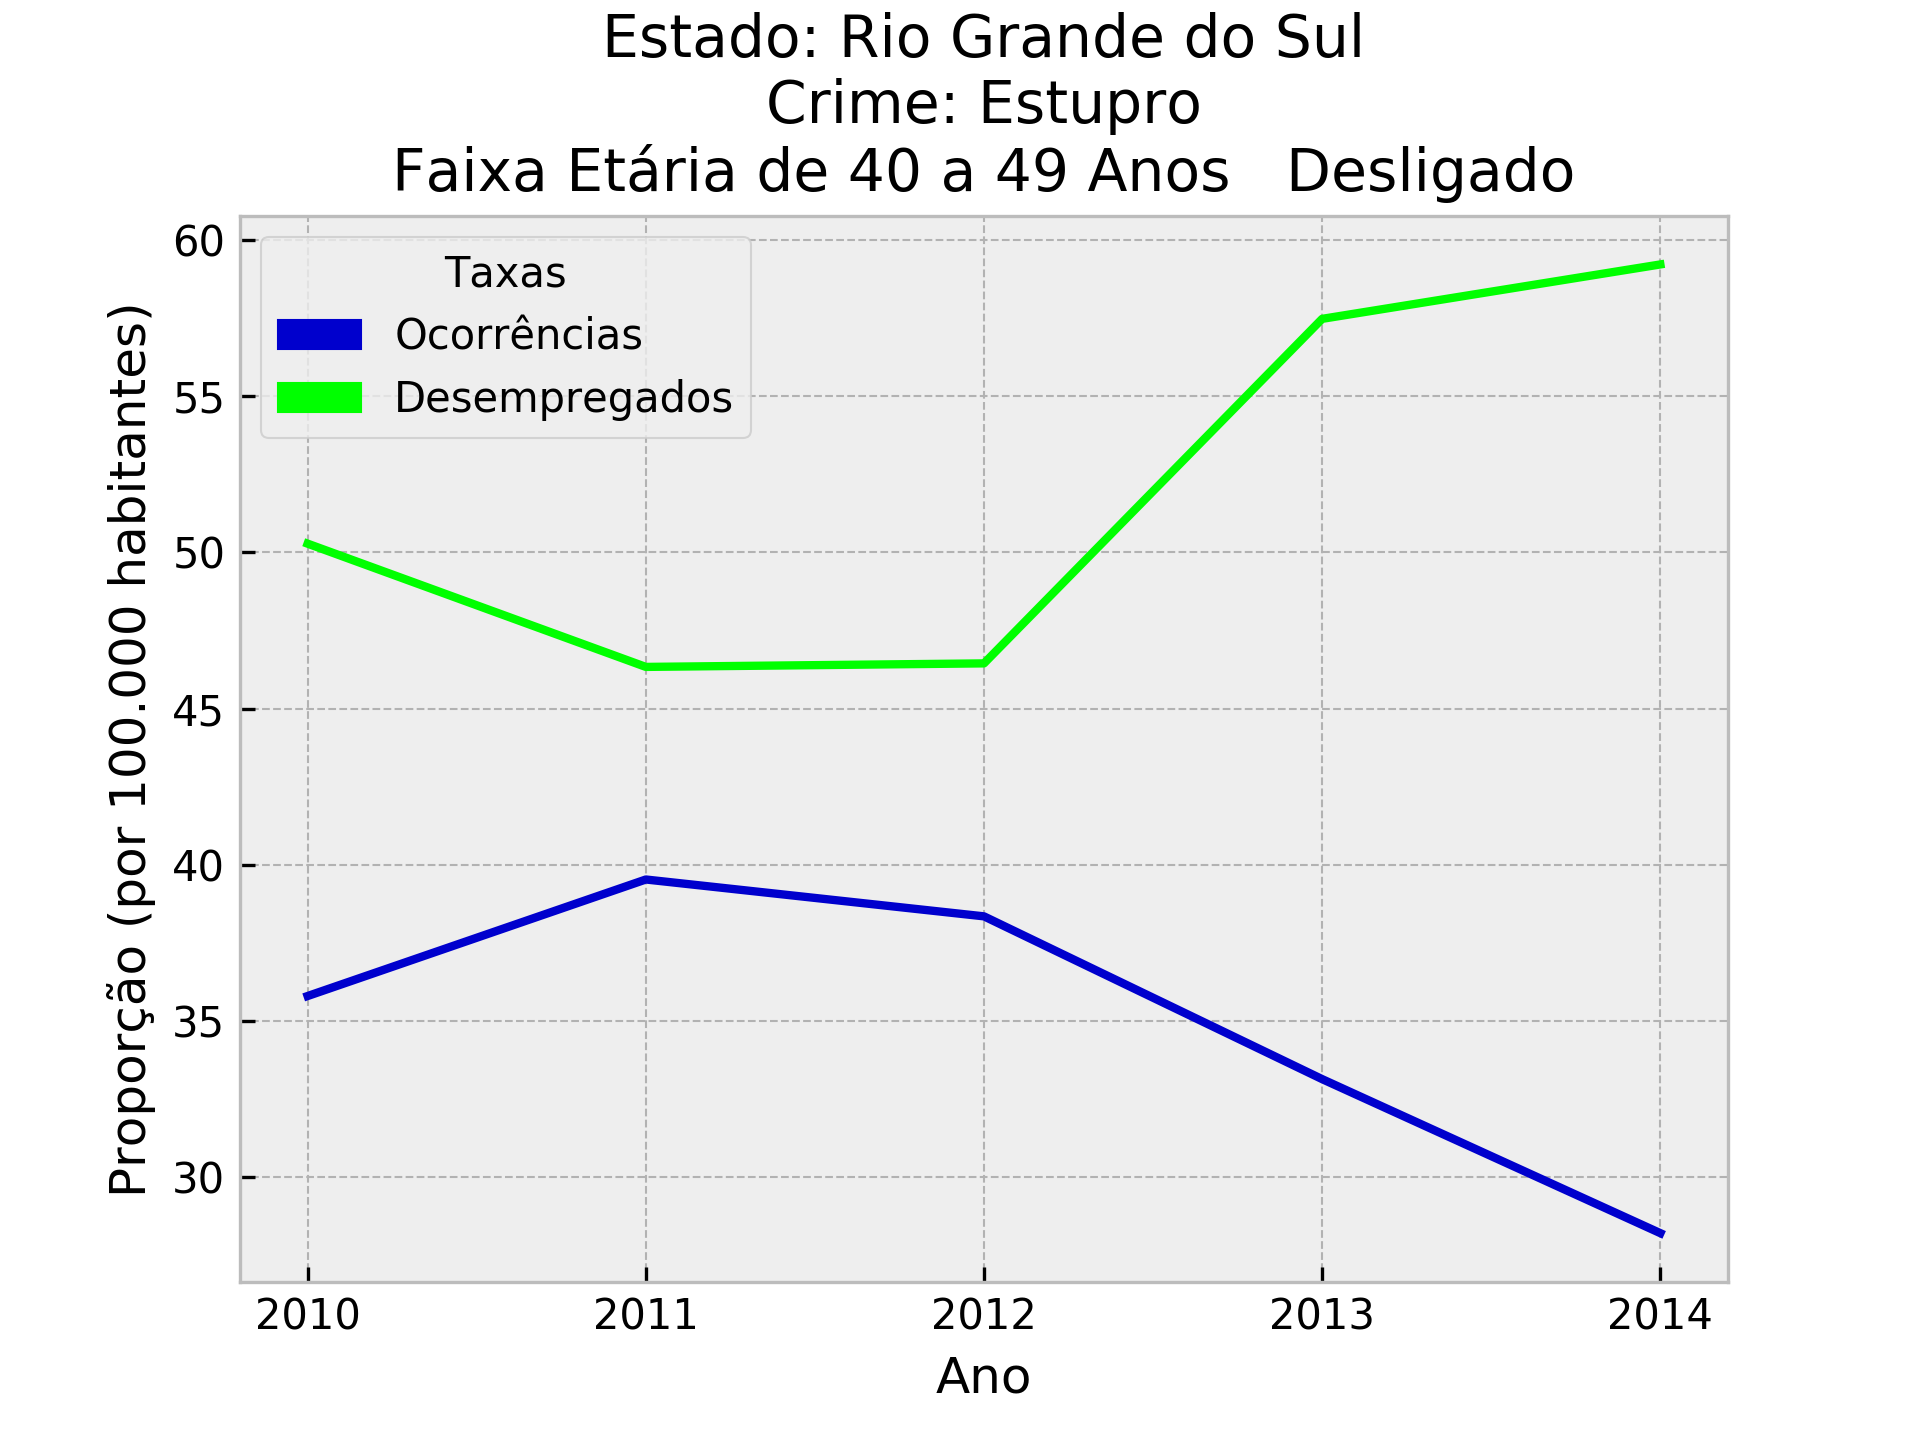 Estado: Rio Grande do Sul
Crime: Estupro
Faixa Etária de 40 a 49 Anos   Desligado
Taxas
Ocorrências
Desempregados
60
55
50
45
40
35
30
Proporção (por 100.000 habitantes)
2010 2011 2012 2013 2014
Ano